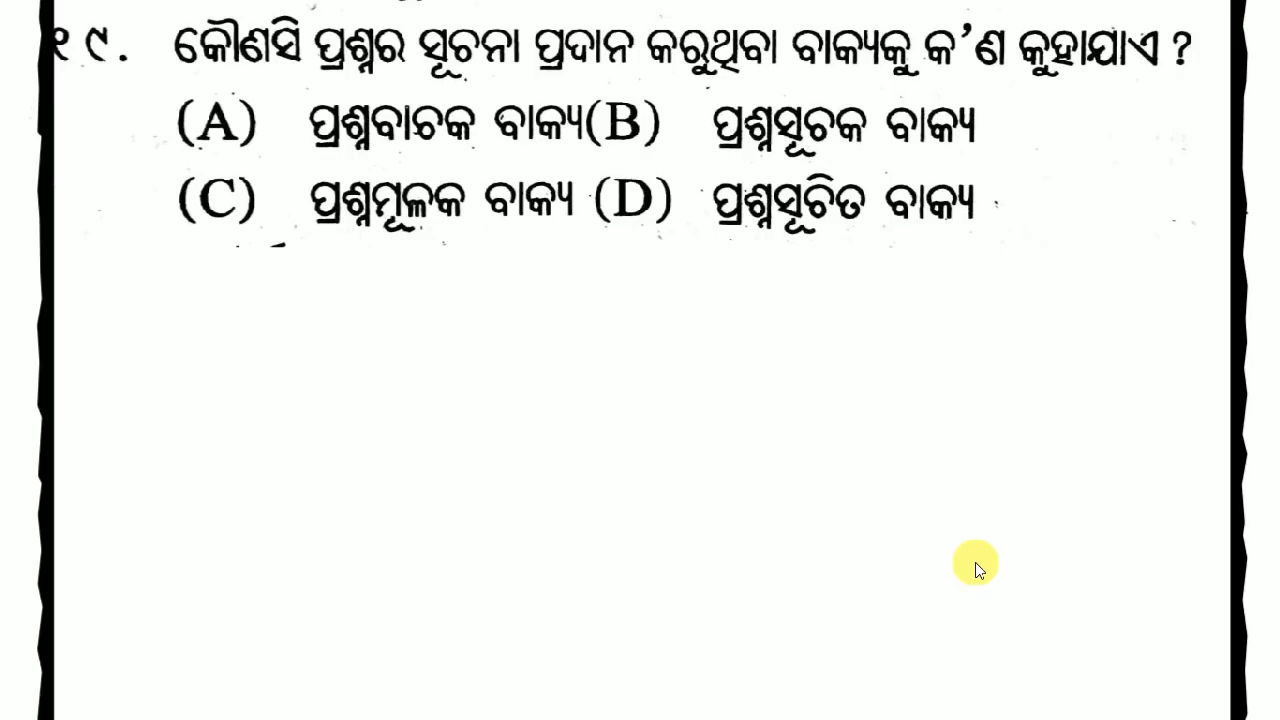 ୧୯. କୌଣସି ପ୍ରଶ୍ନର ସୂଚନା ପ୍ରଦାନ କରୁଥିବା ବାକ୍ୟକୁ କ'ଣ କୁହାଯାଏ ?
(A) ପ୍ରଶ୍ନବାଚକ ବାକ୍ୟ (B) ପ୍ରଶ୍ନସୂଚକ ବାକ୍ୟ
(C) ପ୍ରଶ୍ନମୂଳକ ବାକ୍ୟ (D) ପ୍ରଶ୍ନସୂଚିତ ବାକ୍ୟ